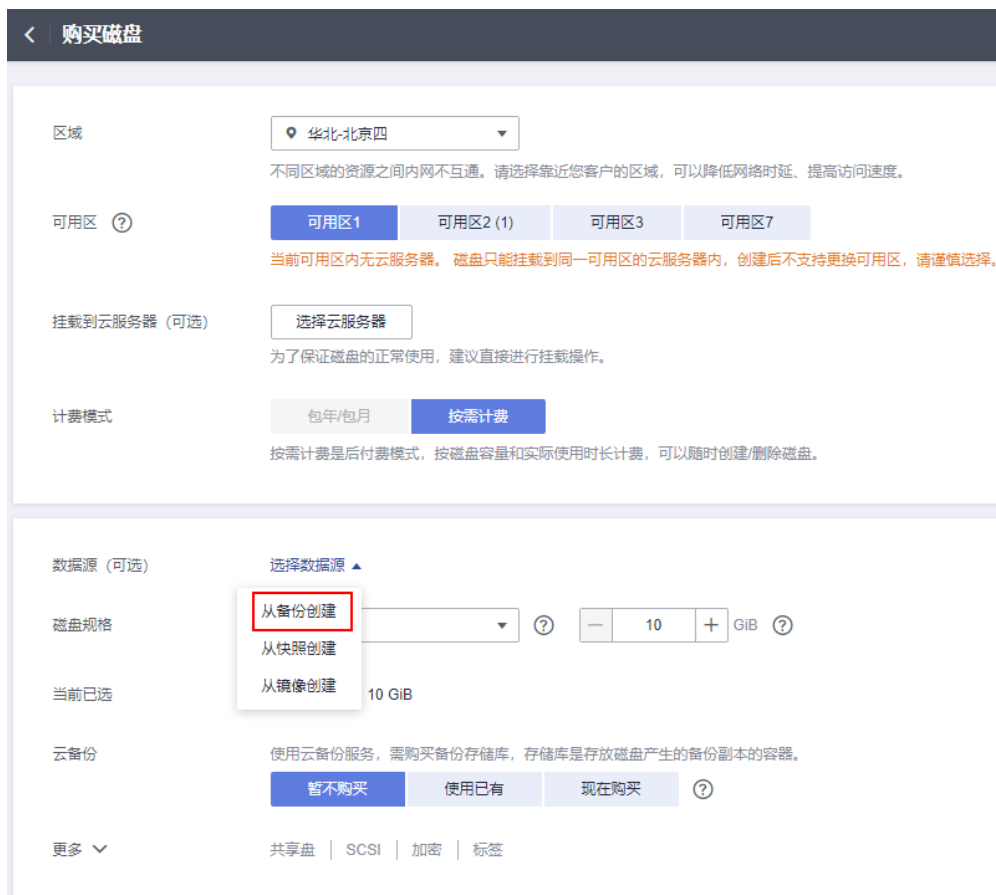 购买磁盘
区域
华北-北京四
不同区域的资源之间内网不互通。请选择靠近您客户的区域，可以降低网络时延、提高访问速度。
可用区 ?
可用区1 可用区2 (1) 可用区3 可用区7
当前可用区内无云服务器。 磁盘只能挂载到同一可用区的云服务器内，创建后不支持更换可用区，请谨慎选择。
挂载到云服务器（可选） 选择云服务器
为了保证磁盘的正常使用，建议直接进行挂载操作。
计费模式 包年/包月 按需计费
按需计费是后付费模式，按磁盘容量和实际使用时长计费，可以随时创建/删除磁盘。
数据源（可选） 选择数据源
从备份创建
磁盘规格 ? 10 GiB ?
从快照创建
从镜像创建
当前已选 10 GiB
云备份 使用云备份服务，需购买备份存储库，存储库是存放磁盘产生的备份副本的容器。
暂不购买 使用已有 现在购买 ?
更多 共享盘 SCSI 加密 标签